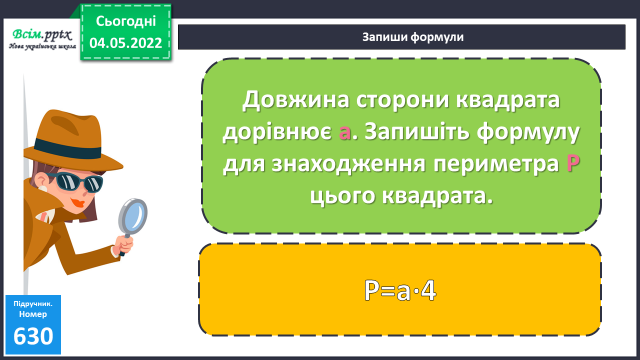 Всім.pptx
Нова українська школа
Сьогодні
04.05.2022
Запиши формули
Довжина сторони квадрата
дорівнює а. Запишіть формулу
для знаходження периметра Р
цього квадрата.
Р=а·4
Підручник.
Номер
630